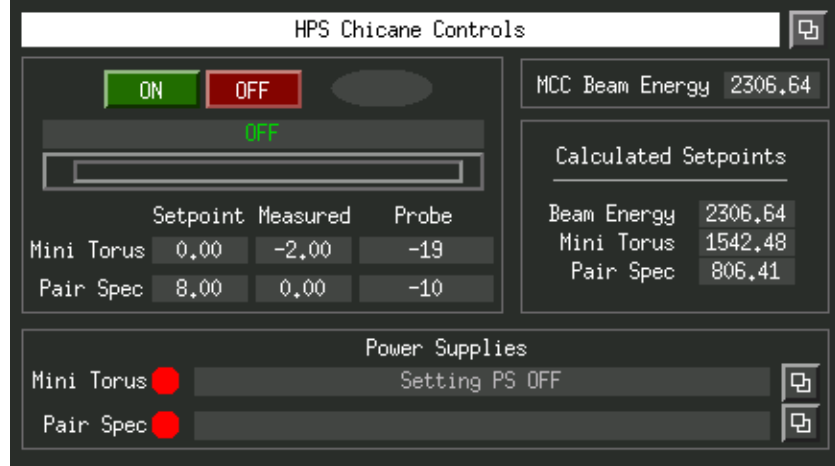 HPS Chicane Controls
ON OFF
OFF
Setpoint Measured Probe
Mini Torus 0.00 -2.00 -19
Pair Spec 8.00 0.00 -10
MCC Beam Energy 2306.64
Calculated Setpoints
Beam Energy 2306.64
Mini Torus 1542.48
Pair Spec 806.41
Power Supplies
Mini Torus Setting PS OFF
Pair Spec